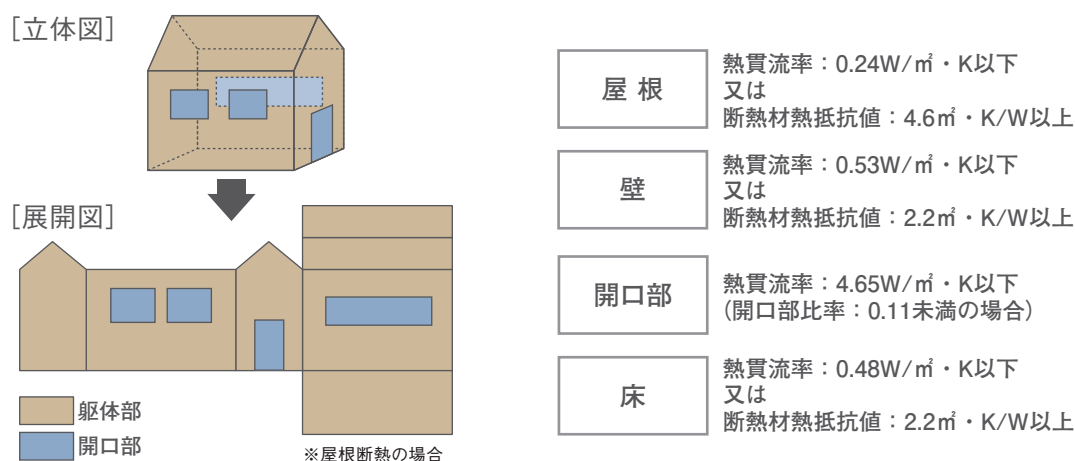 [立体図]
[展開図]
躯体部
開口部
※屋根断熱の場合
屋 根
熱貫流率：0.24W/㎡・K以下
又は
断熱材熱抵抗値：4.6㎡・K/W以上
壁
熱貫流率：0.53W/㎡・K以下
又は
断熱材熱抵抗値：2.2㎡・K/W以上
開口部
熱貫流率：4.65W/㎡・K以下
(開口部比率：0.11未満の場合)
床
熱貫流率：0.48W/㎡・K以下
又は
断熱材熱抵抗値：2.2㎡・K/W以上